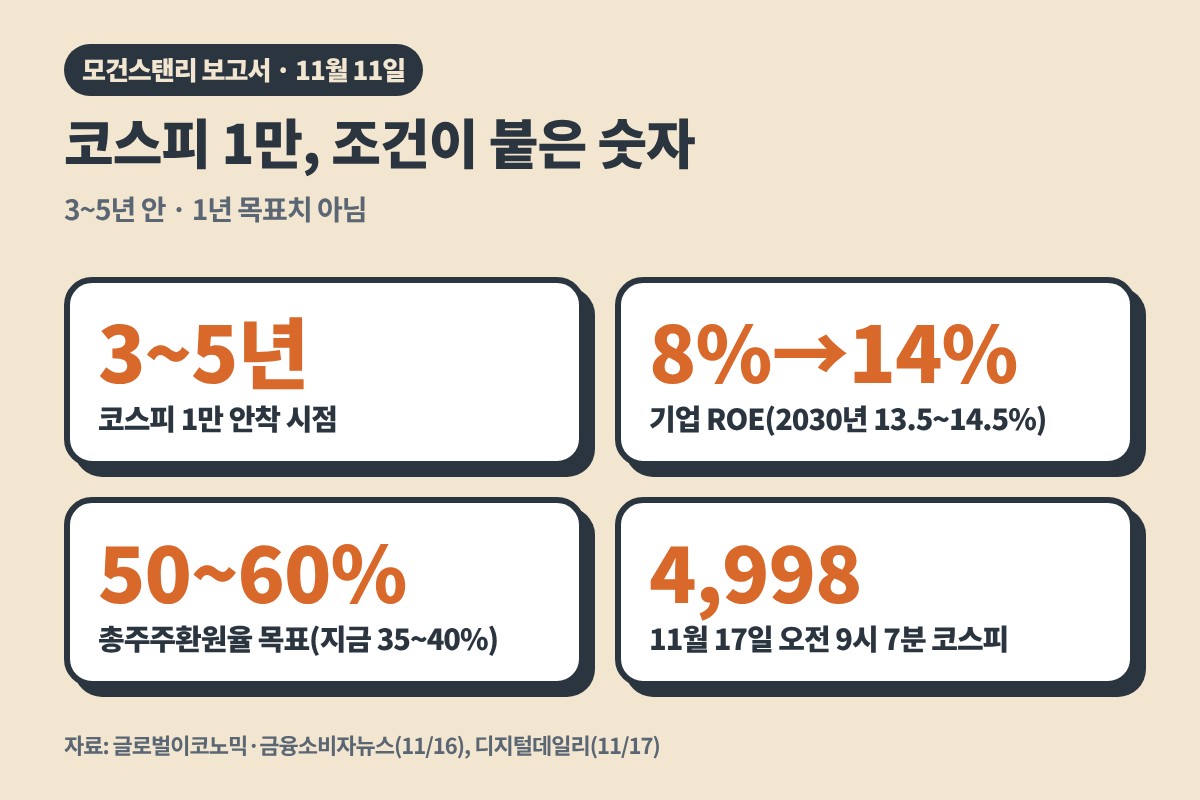 모건스탠리 보고서 · 11월 11일
코스피 1만, 조건이 붙은 숫자
3~5년 안 · 1년 목표치 아님
3~5년
코스피 1만 안착 시점
8%→14%
기업 ROE(2030년 13.5~14.5%)
50~60%
총주주환원율 목표(지금 35~40%)
4,998
11월 17일 오전 9시 7분 코스피
자료: 글로벌이코노믹·금융소비자뉴스(11/16), 디지털데일리(11/17)